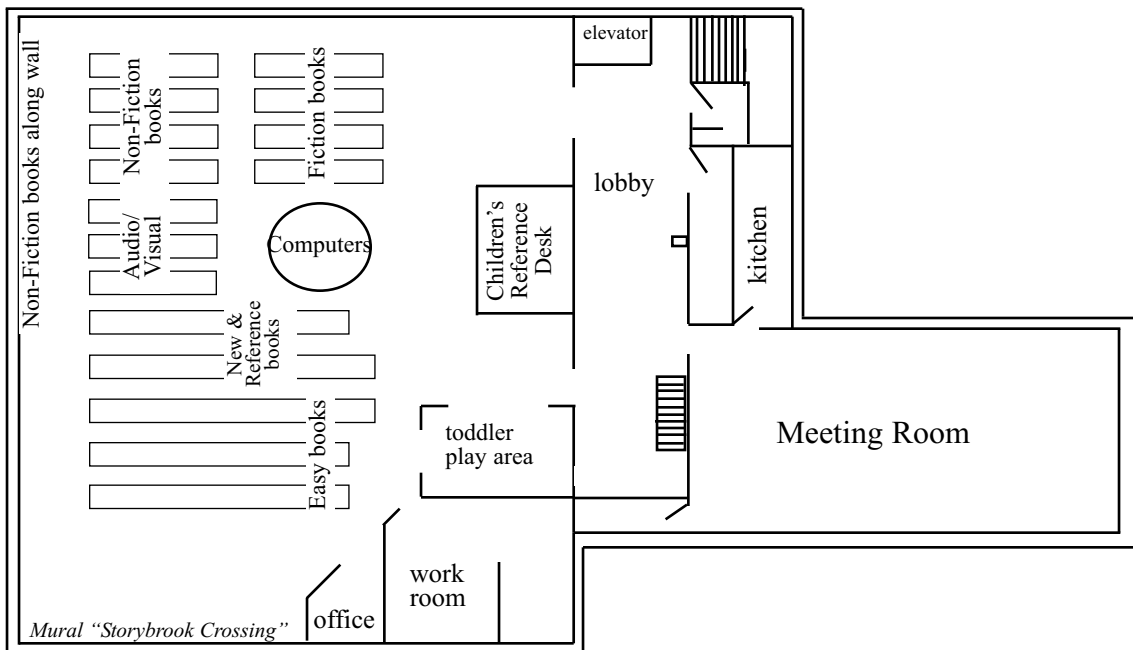 elevator
Non-Fiction books along wall
Non-Fiction
books
Fiction books
lobby
Audio/
Visual
Computers
Children’s
Reference
Desk
kitchen
New &
Reference
books
Easy books
toddler
play area
Meeting Room
work
room
office
Mural “Storybrook Crossing”